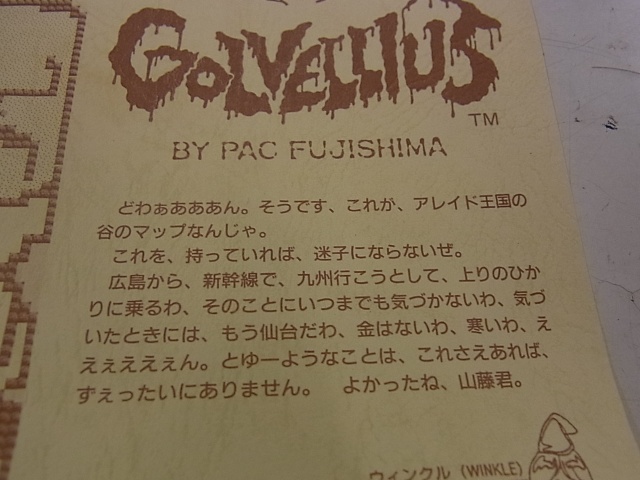 GOLVELLIUS TM
BY PAC FUJISHIMA
どわぁあああん。そうです、これが、アレイド王国の
谷のマップなんじゃ。
これを、持っていれば、迷子にならないぜ。
広島から、新幹線で、九州行こうとして、上りのひか
りに乗るわ、そのことにいつまでも気づかないわ、気づ
いたときには、もう仙台だわ、金はないわ、寒いわ、え
えぇえぇえん。とゆーようなことは、これさえあれば、
ずぇったいにありません。　よかったね、山藤君。
ウィンクル（WINKLE）